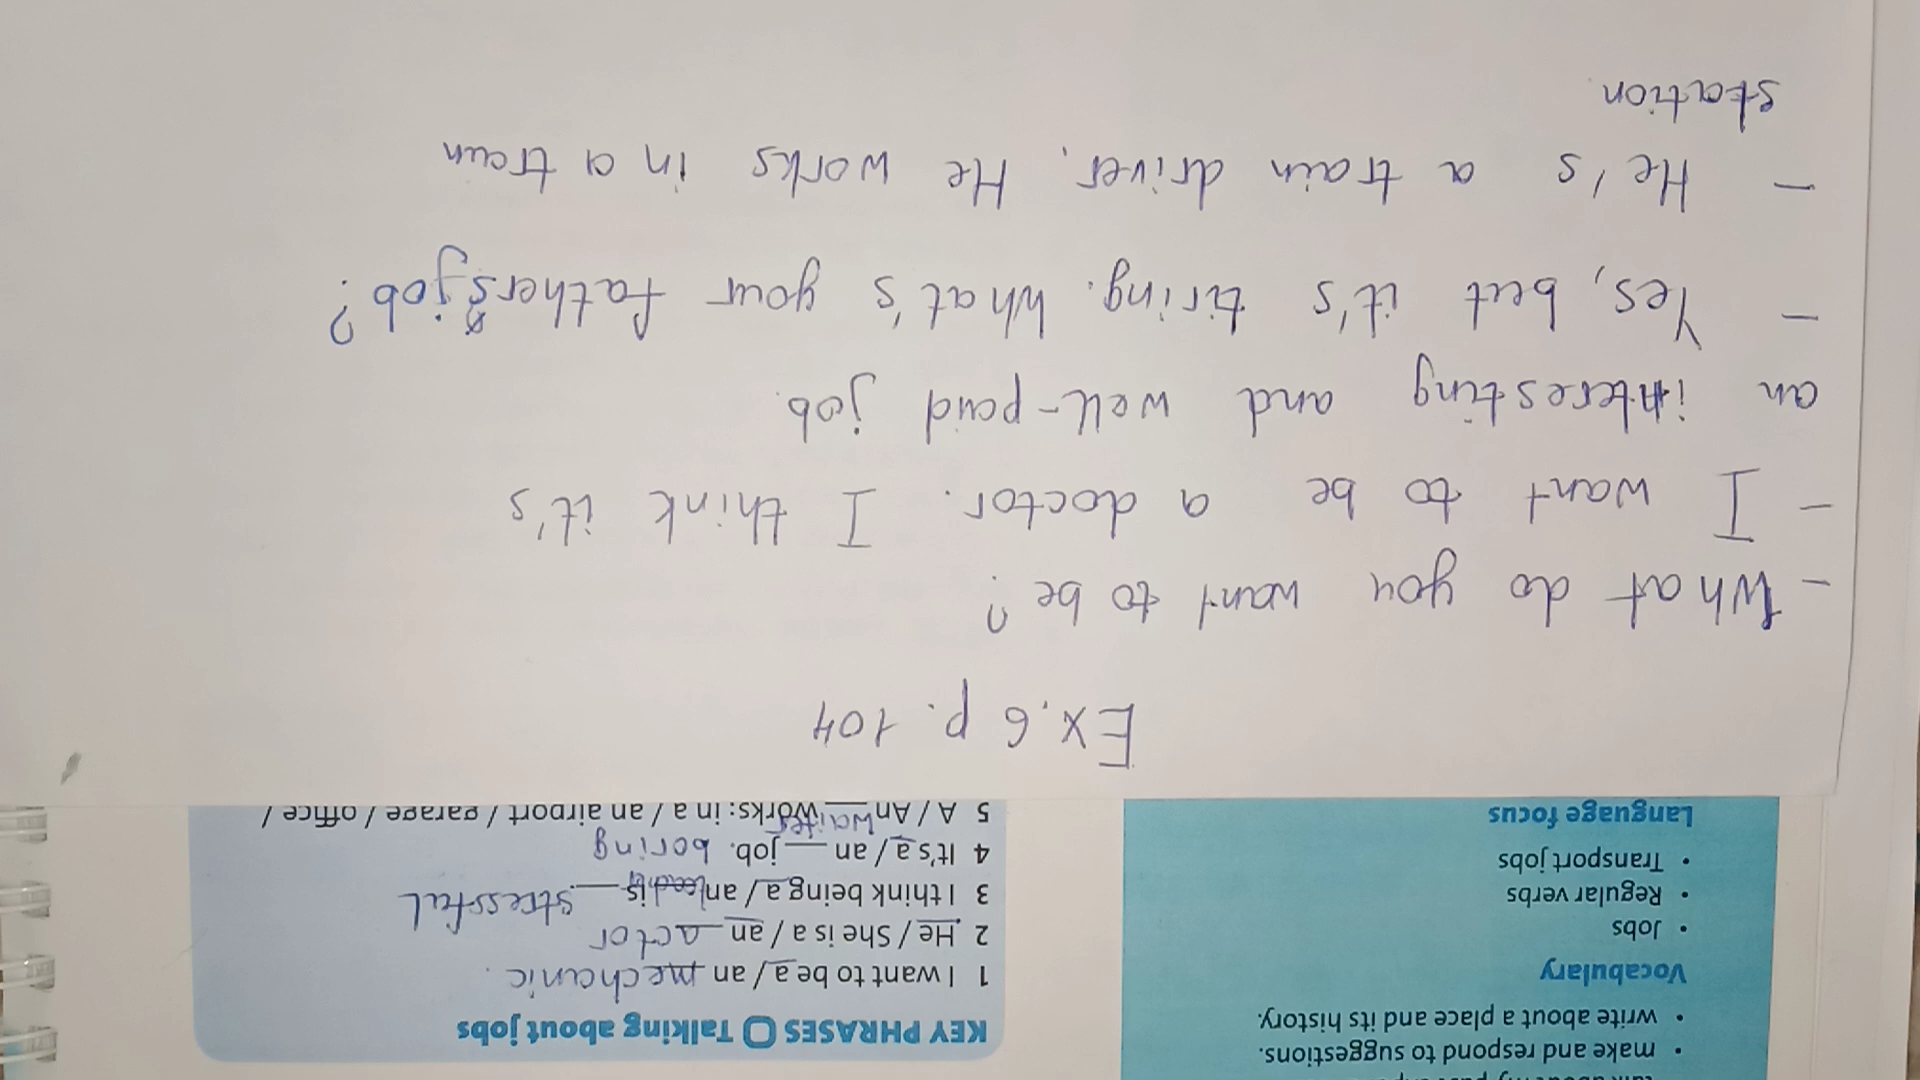 • make and respond to suggestions.
• write about a place and its history.
Vocabulary
• Jobs
• Regular verbs
• Transport jobs
Language focus
KEY PHRASES Talking about jobs
1 I want to be a / an mechanic.
2 He / She is a / an actor
3 I think being a / an is stressful
4 It's a / an job. boring
5 A / An waiter works: in a / an airport / garage / office /
Ex. 6 p. 104
- What do you want to be?
- I want to be a doctor. I think it's
an interesting and well-paid job.
- Yes, but it's tiring. What's your father's job?
- He's a train driver. He works in a train
station.